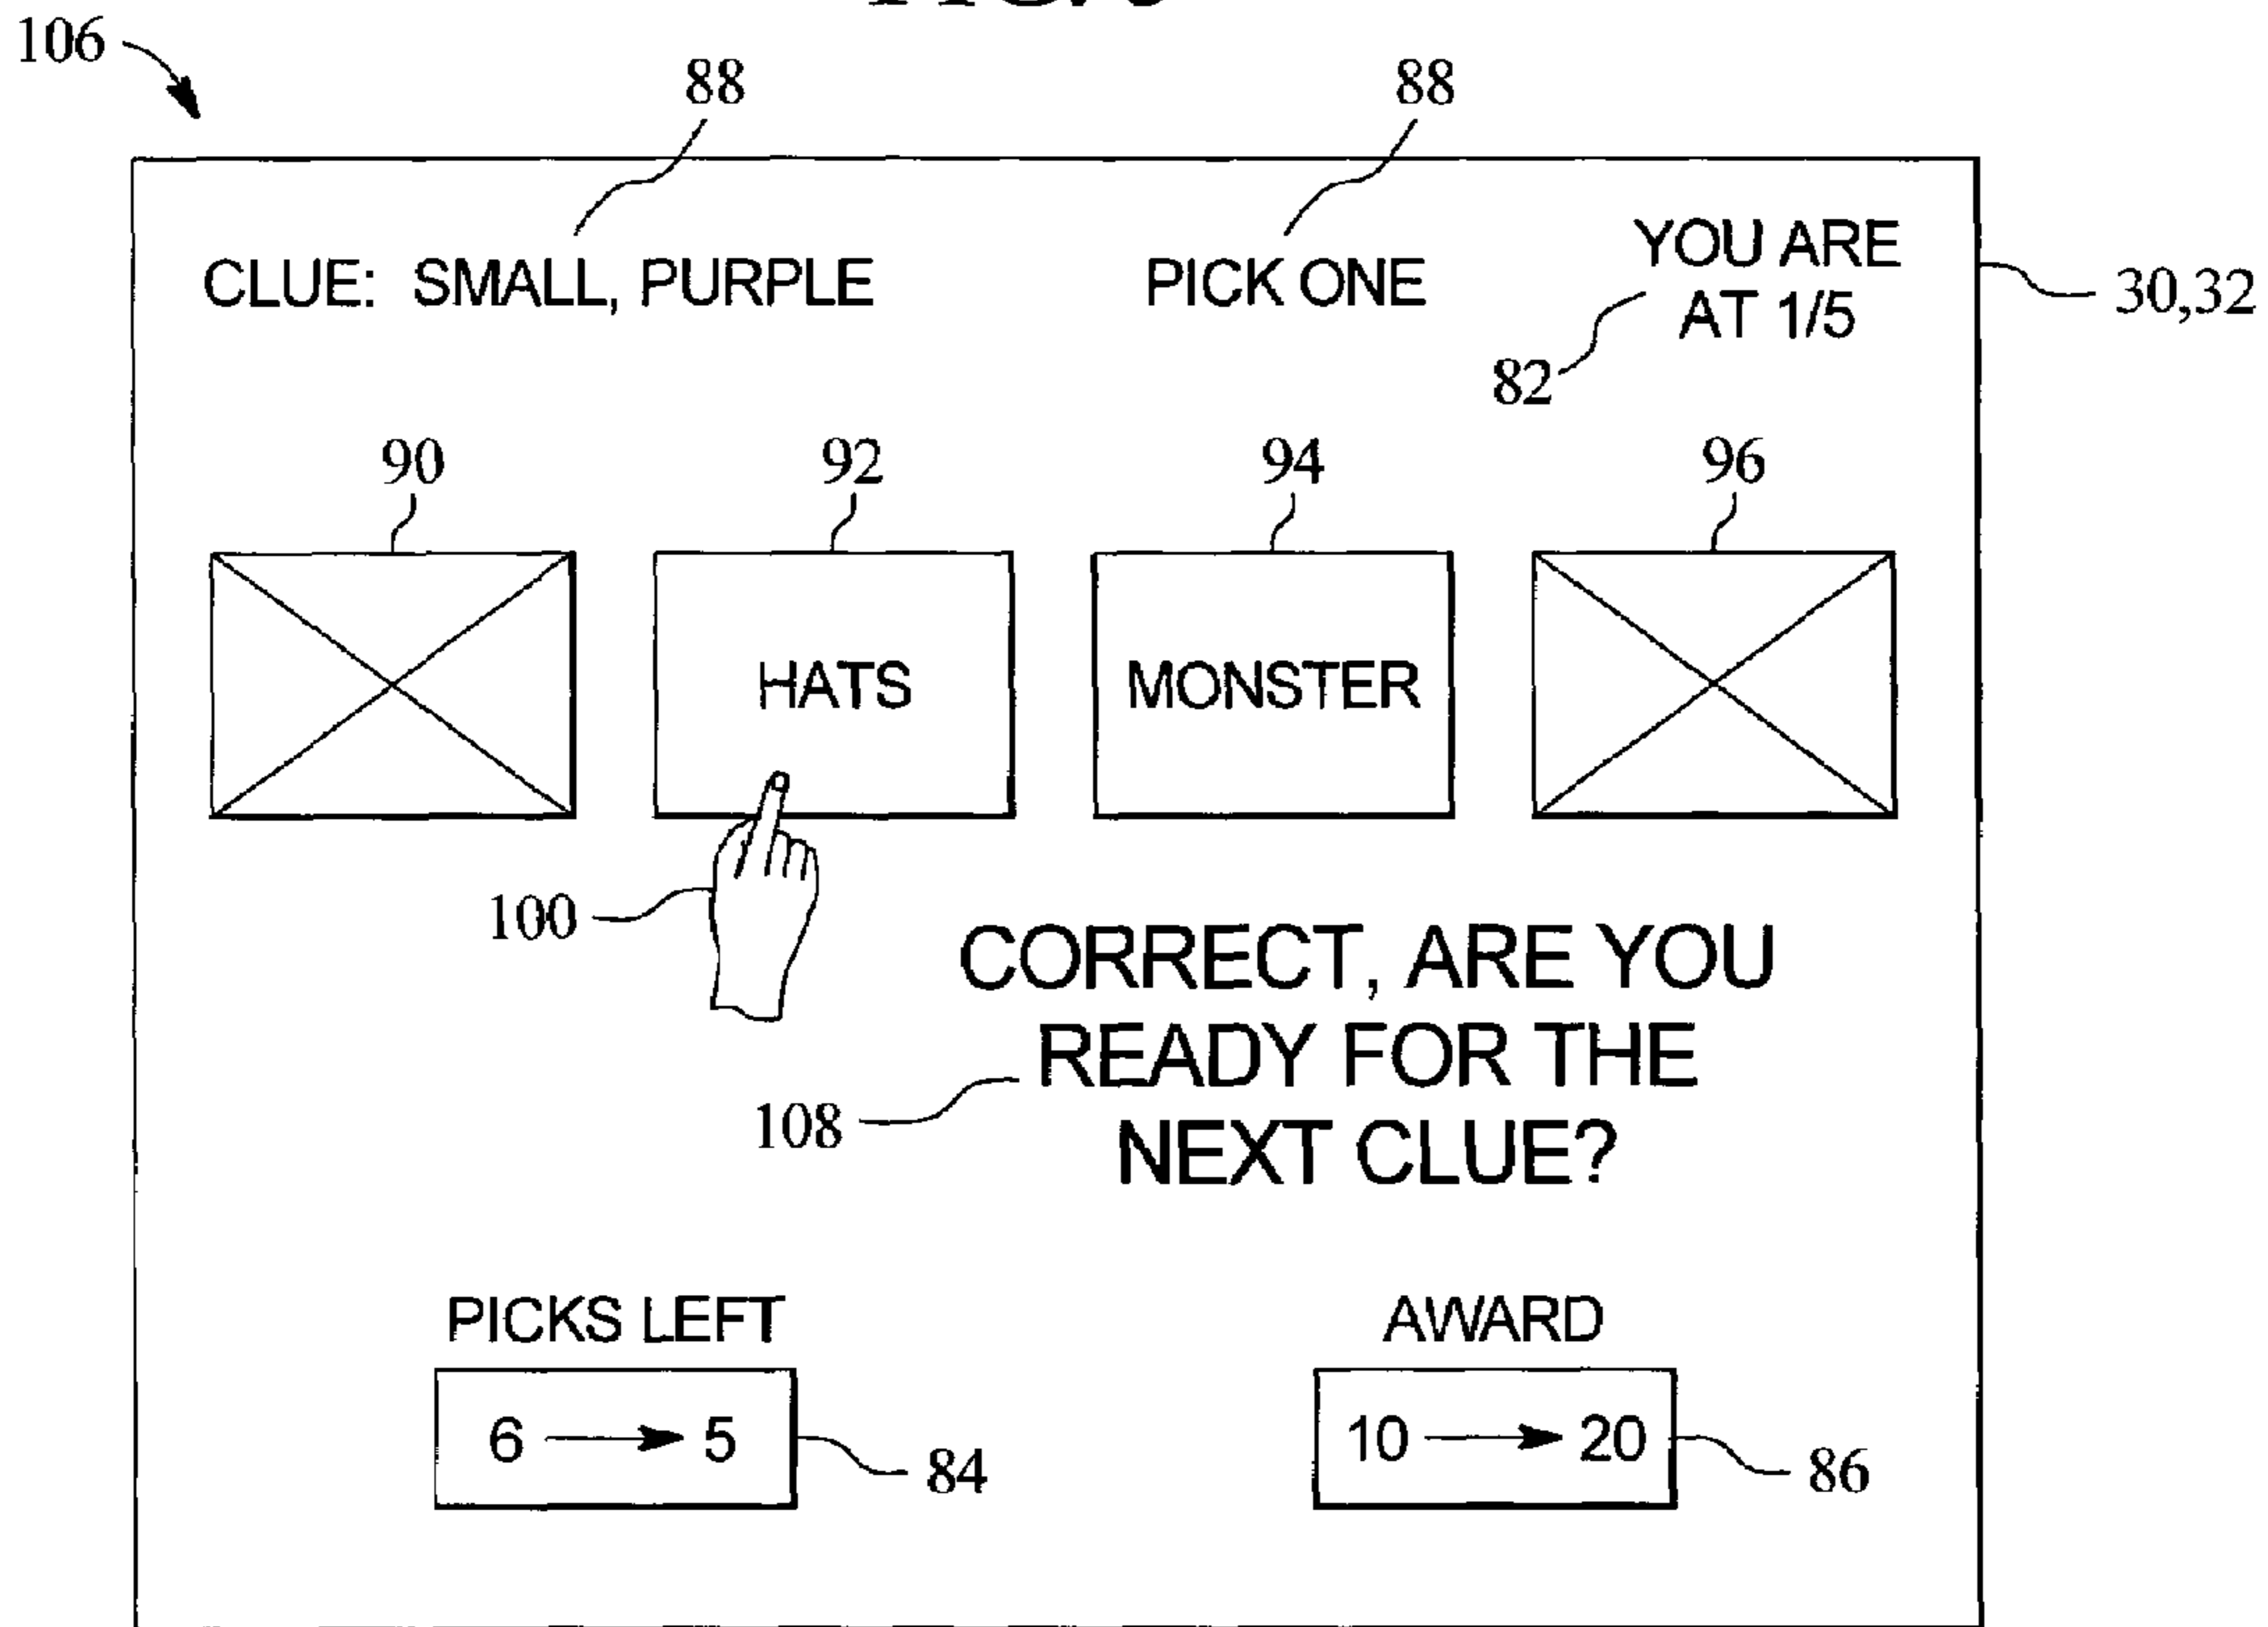 106
88 88
CLUE: SMALL, PURPLE PICK ONE YOU ARE
AT 1/5
30,32
82
90 92 94 96
HATS MONSTER
100
CORRECT, ARE YOU
READY FOR THE
NEXT CLUE?
108
PICKS LEFT AWARD
6 5 10 20
84 86